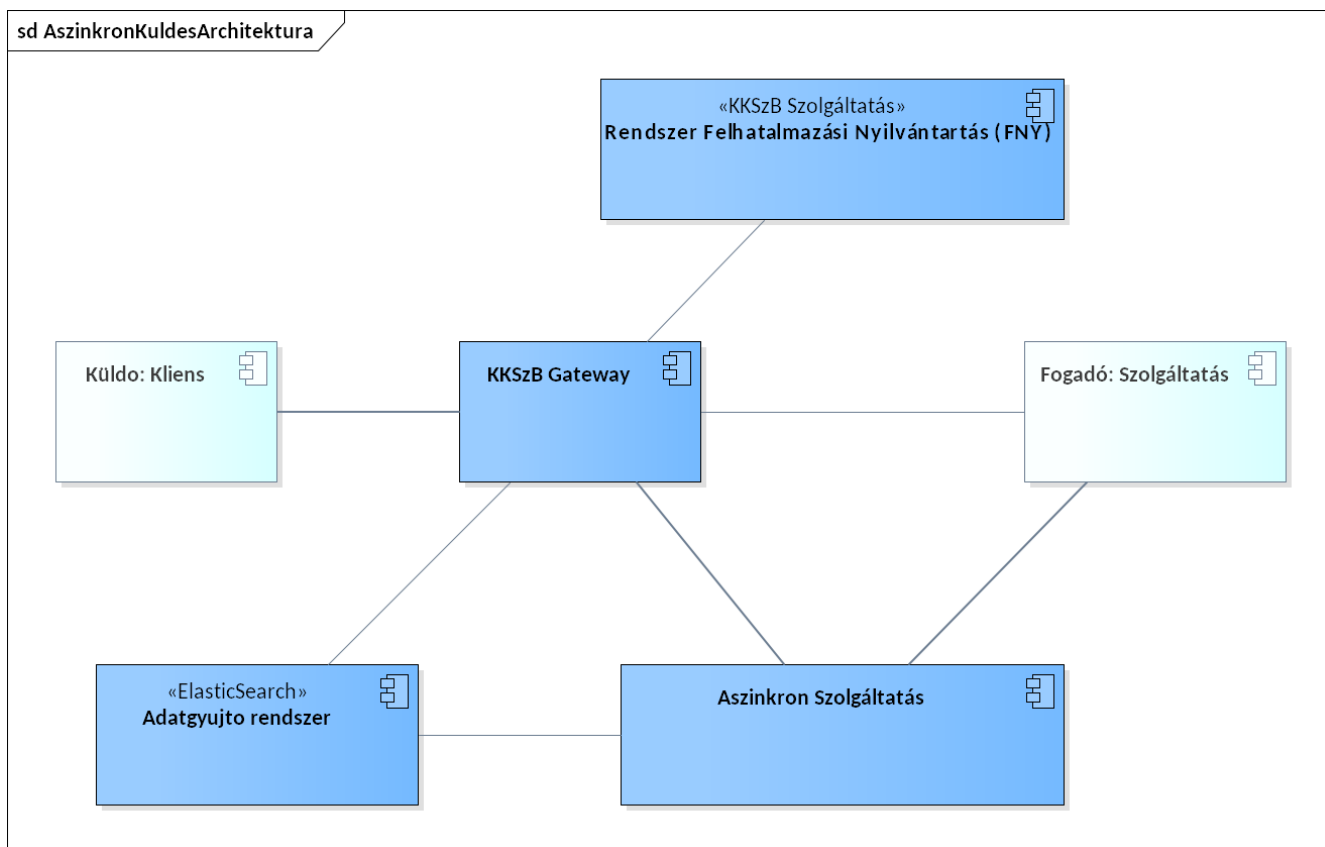 sd AszinkronKuldesArchitektura
«KKSzB Szolgáltatás»
Rendszer Felhatalmazási Nyilvántartás (FNY)
Küldo: Kliens
KKSzB Gateway
Fogadó: Szolgáltatás
«ElasticSearch»
Adatgyujto rendszer
Aszinkron Szolgáltatás